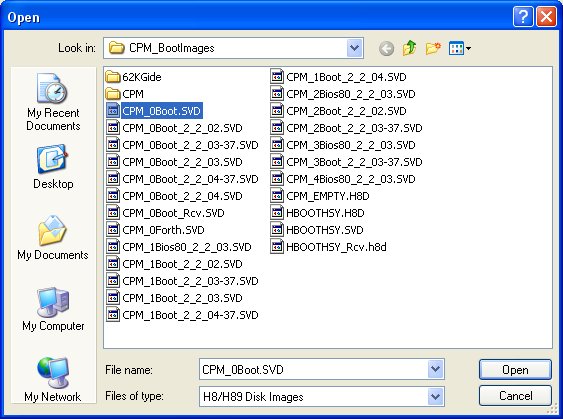 Open
Look in:
CPM_BootImages
My Recent
Documents
Desktop
My Documents
My Computer
My Network
62KGide
CPM
CPM_0Boot.SVD
CPM_0Boot_2_2_02.SVD
CPM_0Boot_2_2_03-37.SVD
CPM_0Boot_2_2_03.SVD
CPM_0Boot_2_2_04-37.SVD
CPM_0Boot_2_2_04.SVD
CPM_0Boot_Rcv.SVD
CPM_0Forth.SVD
CPM_1Bios80_2_2_03.SVD
CPM_1Boot_2_2_02.SVD
CPM_1Boot_2_2_03-37.SVD
CPM_1Boot_2_2_03.SVD
CPM_1Boot_2_2_04-37.SVD
CPM_1Boot_2_2_04.SVD
CPM_2Bios80_2_2_03.SVD
CPM_2Boot_2_2_02.SVD
CPM_2Boot_2_2_03-37.SVD
CPM_3Bios80_2_2_03.SVD
CPM_3Boot_2_2_03-37.SVD
CPM_4Bios80_2_2_03.SVD
CPM_EMPTY.H8D
HBOOTHSY.H8D
HBOOTHSY.SVD
HBOOTHSY_Rcv.h8d
File name:
CPM_0Boot.SVD
Open
Files of type:
H8/H89 Disk Images
Cancel